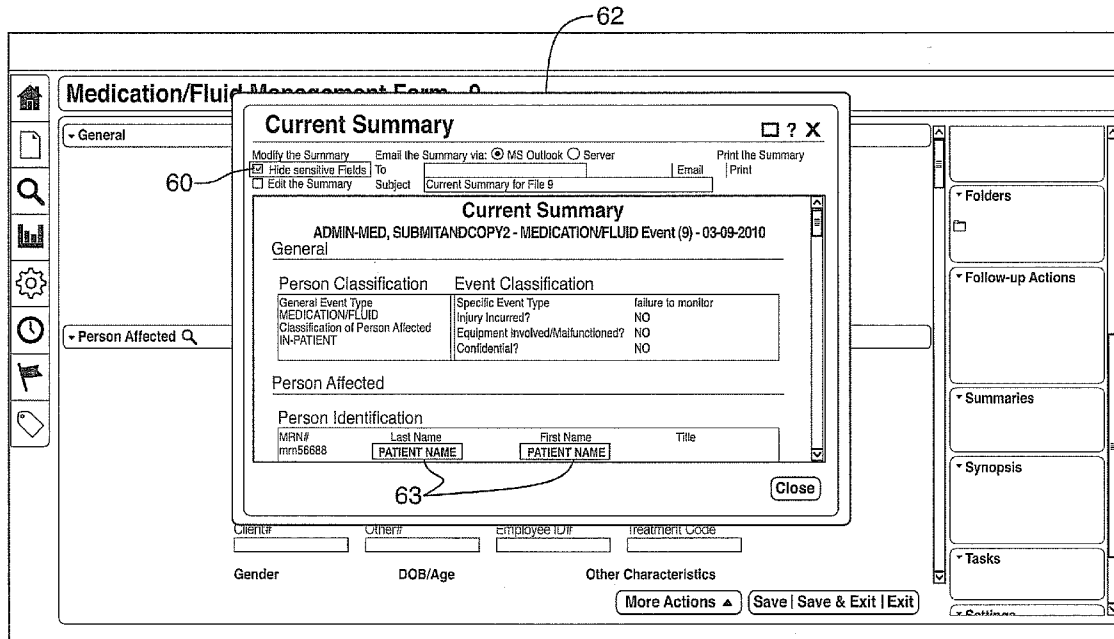 62
Medication/Fluid Management Form - 9
General
Current Summary
? X
Modify the Summary Email the Summary via: MS Outlook Server Print the Summary
60
Hide sensitive Fields To Email Print
Edit the Summary Subject Current Summary for File 9
Current Summary
ADMIN-MED, SUBMITANDCOPY2 - MEDICATION/FLUID Event (9) - 03-09-2010
General
Person Classification Event Classification
General Event Type Specific Event Type failure to monitor
MEDICATION/FLUID Injury Incurred? NO
Classification of Person Affected Equipment Involved/Malfunctioned? NO
IN-PATIENT Confidential? NO
Person Affected
Person Affected
Person Identification
MRN# Last Name First Name Title
mrn56688 PATIENT NAME PATIENT NAME
63
Close
Client# Other# Employee ID# Treatment Code
Gender DOB/Age Other Characteristics
More Actions Save | Save & Exit | Exit
Folders
Follow-up Actions
Summaries
Synopsis
Tasks
Settings